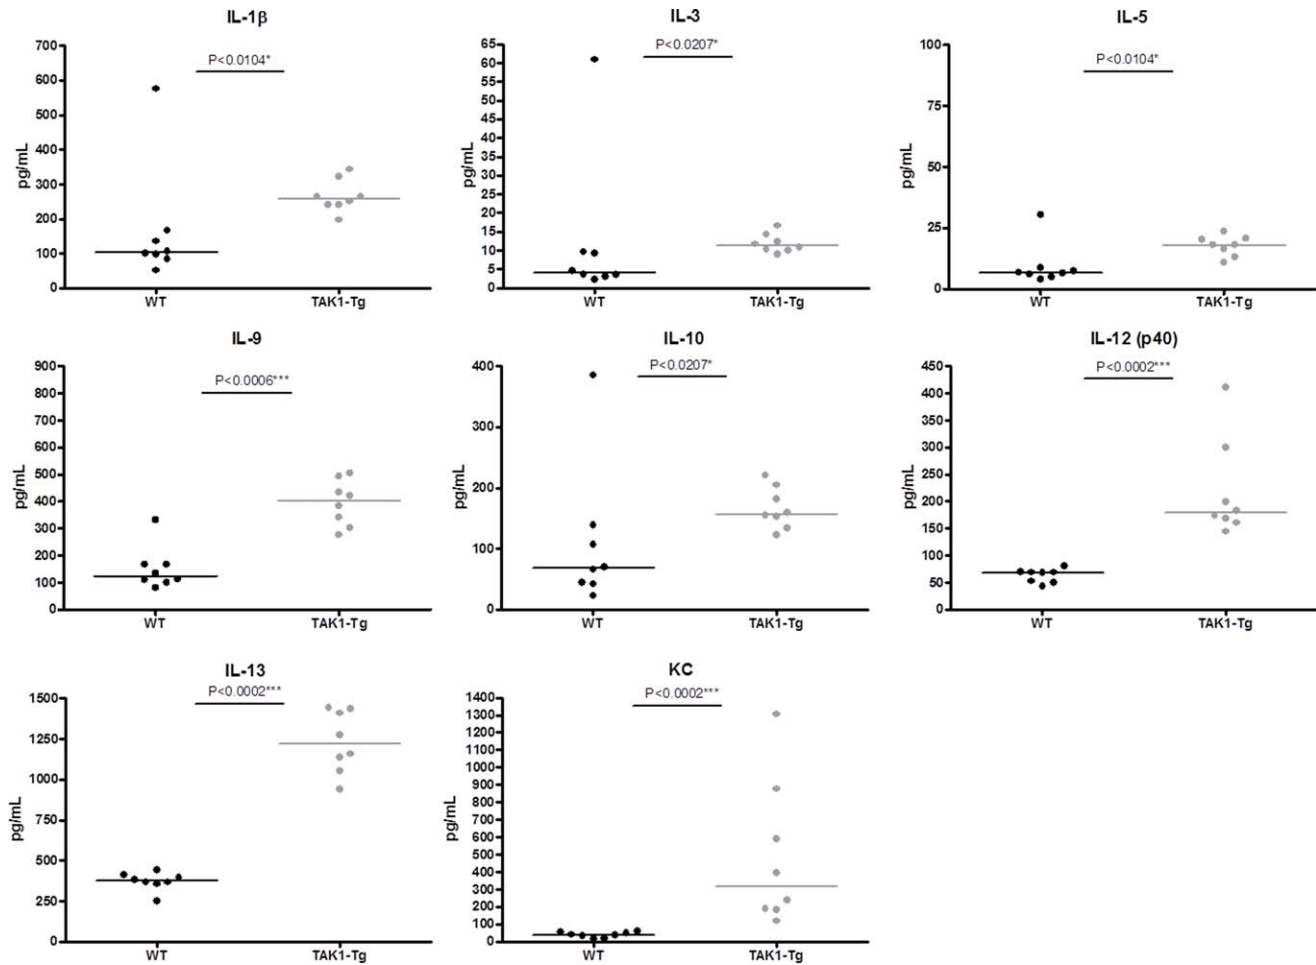 IL-1β
700
600
500
400
300
200
100
0
pg/mL
P<0.0104*
WT TAK1-Tg
IL-3
65
60
55
50
45
40
35
30
25
20
15
10
5
0
pg/mL
P<0.0207*
WT TAK1-Tg
IL-5
100
75
50
25
0
pg/mL
P<0.0104*
WT TAK1-Tg
IL-9
900
800
700
600
500
400
300
200
100
0
pg/mL
P<0.0006***
WT TAK1-Tg
IL-10
400
300
200
100
0
pg/mL
P<0.0207*
WT TAK1-Tg
IL-12 (p40)
450
400
350
300
250
200
150
100
50
0
pg/mL
P<0.0002***
WT TAK1-Tg
IL-13
1500
1250
1000
750
500
250
0
pg/mL
P<0.0002***
WT TAK1-Tg
KC
1400
1300
1200
1100
1000
900
800
700
600
500
400
300
200
100
0
pg/mL
P<0.0002***
WT TAK1-Tg